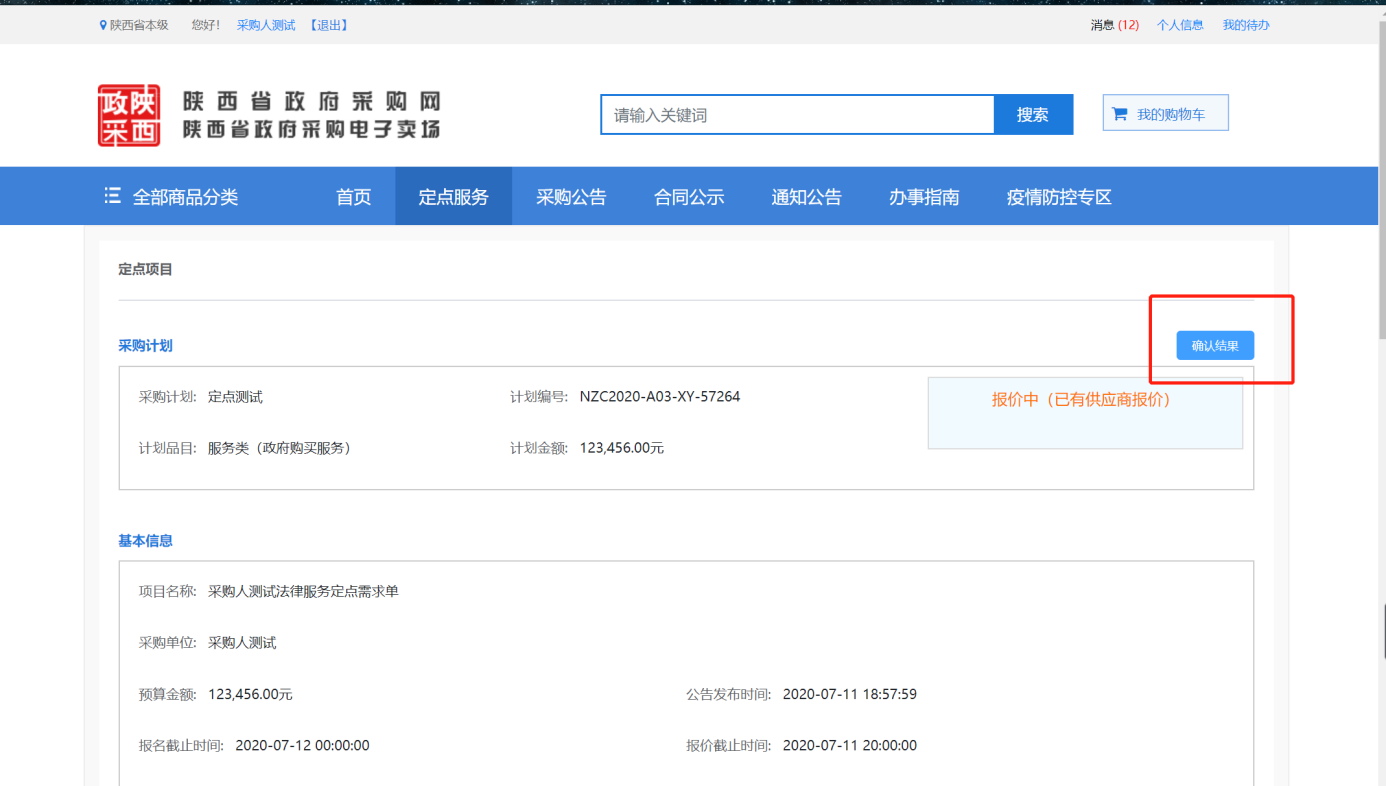 陕西省本级 您好！ 采购人测试 【退出】 消息 (12) 个人信息 我的待办
政陕
采西
陕西省政府采购网
陕西省政府采购电子卖场
请输入关键词 搜索 我的购物车
全部商品分类 首页 定点服务 采购公告 合同公示 通知公告 办事指南 疫情防控专区
定点项目
采购计划 确认结果
采购计划: 定点测试 计划编号: NZC2020-A03-XY-57264 报价中（已有供应商报价）
计划品目: 服务类（政府购买服务） 计划金额: 123,456.00元
基本信息
项目名称: 采购人测试法律服务定点需求单
采购单位: 采购人测试
预算金额: 123,456.00元 公告发布时间: 2020-07-11 18:57:59
报名截止时间: 2020-07-12 00:00:00 报价截止时间: 2020-07-11 20:00:00